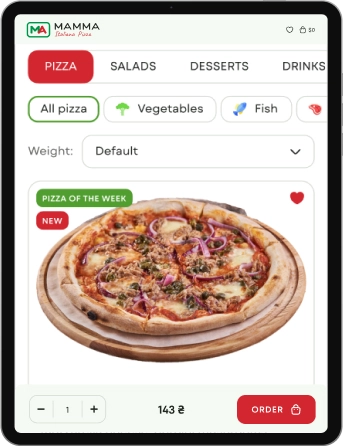 MA MAMMA
Italiana Pizza
$0
PIZZA SALADS DESSERTS DRINKS
All pizza Vegetables Fish
Weight: Default
PIZZA OF THE WEEK
NEW
- 1 + 143 ₴ ORDER